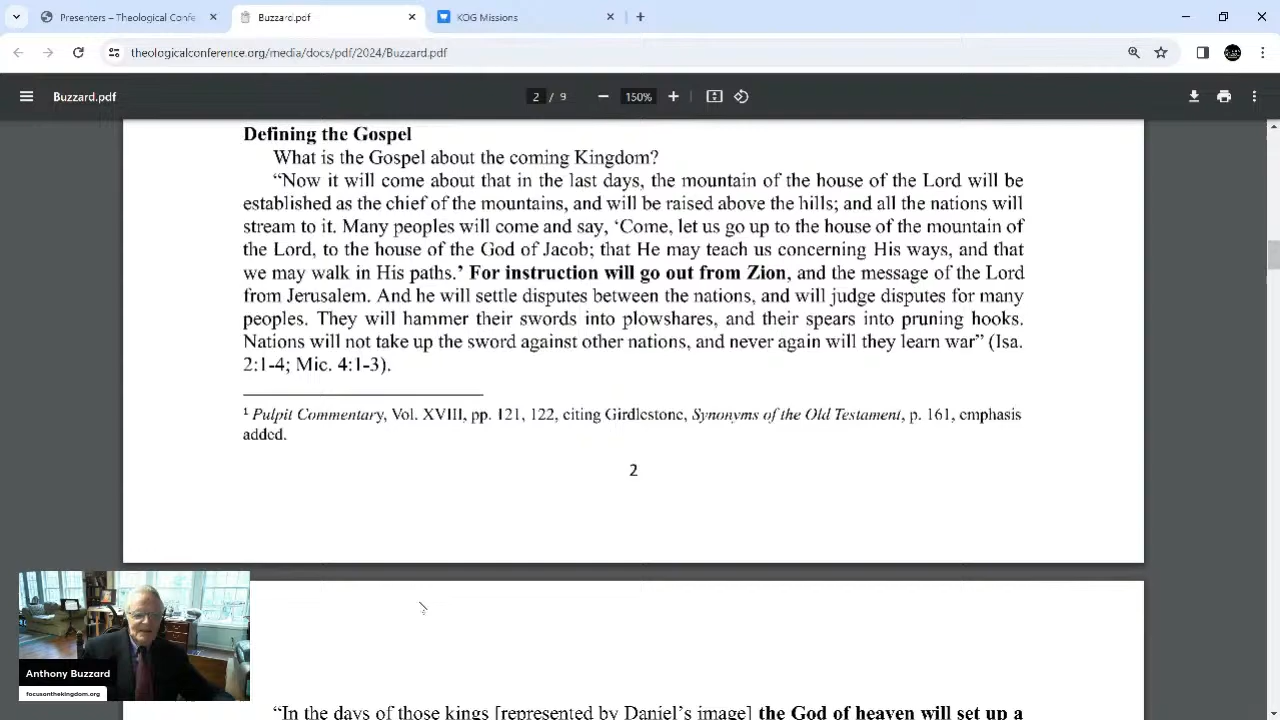 Presenters – Theological Confe
Buzzard.pdf
KOG Missions
theologicalconference.org/media/docs/pdf/2024/Buzzard.pdf
Buzzard.pdf
2 / 9
150%
Defining the Gospel
What is the Gospel about the coming Kingdom?
“Now it will come about that in the last days, the mountain of the house of the Lord will be
established as the chief of the mountains, and will be raised above the hills; and all the nations will
stream to it. Many peoples will come and say, ‘Come, let us go up to the house of the mountain of
the Lord, to the house of the God of Jacob; that He may teach us concerning His ways, and that
we may walk in His paths.’ For instruction will go out from Zion, and the message of the Lord
from Jerusalem. And he will settle disputes between the nations, and will judge disputes for many
peoples. They will hammer their swords into plowshares, and their spears into pruning hooks.
Nations will not take up the sword against other nations, and never again will they learn war” (Isa.
2:1-4; Mic. 4:1-3).
1 Pulpit Commentary, Vol. XVIII, pp. 121, 122, citing Girdlestone, Synonyms of the Old Testament, p. 161, emphasis
added.
2
“In the days of those kings [represented by Daniel’s image] the God of heaven will set up a
Anthony Buzzard
focusonthekingdom.org